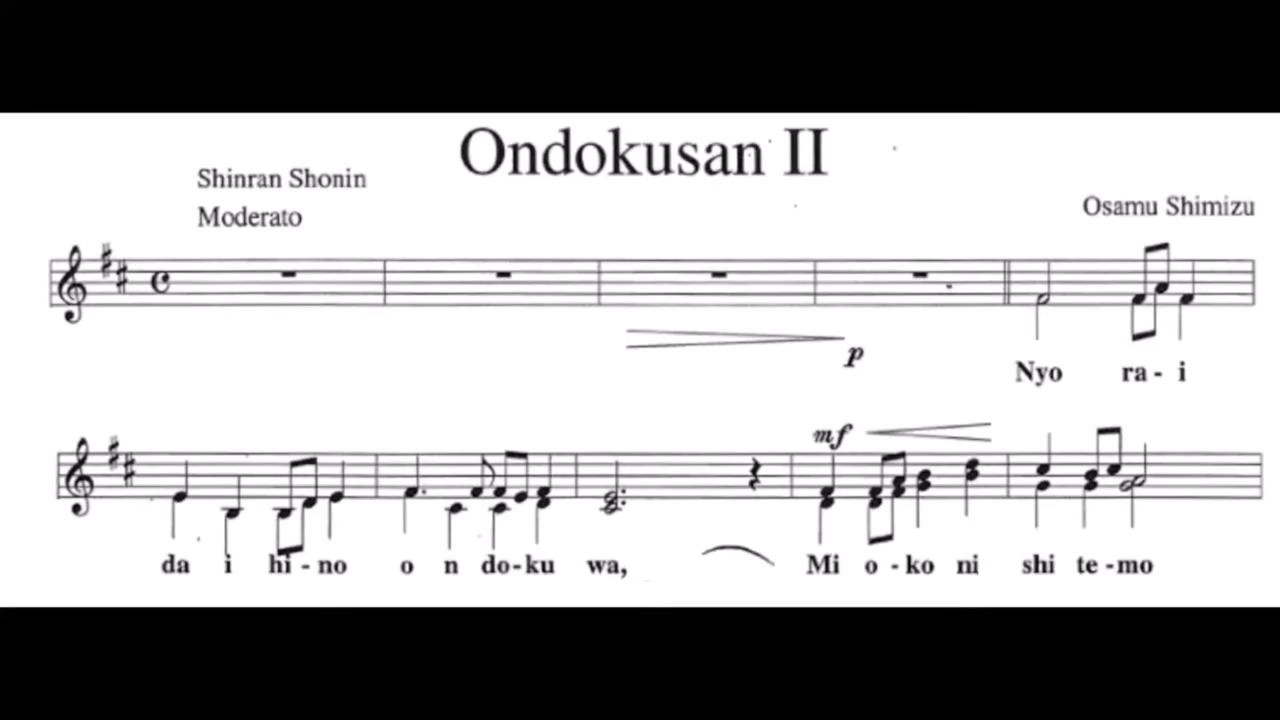 Ondokusan II
Shinran Shonin
Moderato
Osamu Shimizu
p
Nyo ra - i
mf
da i hi - no o n do - ku wa, Mi o - ko ni shi te - mo